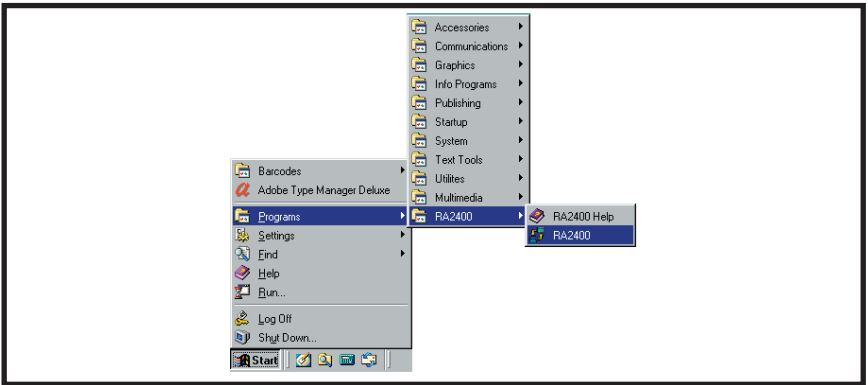 Accessories
Communications
Graphics
Info Programs
Publishing
Startup
System
Text Tools
Utilites
Multimedia
RA2400
RA2400 Help
RA2400
Barcodes
Adobe Type Manager Deluxe
Programs
Settings
Find
Help
Run...
Log Off
Shut Down...
Start